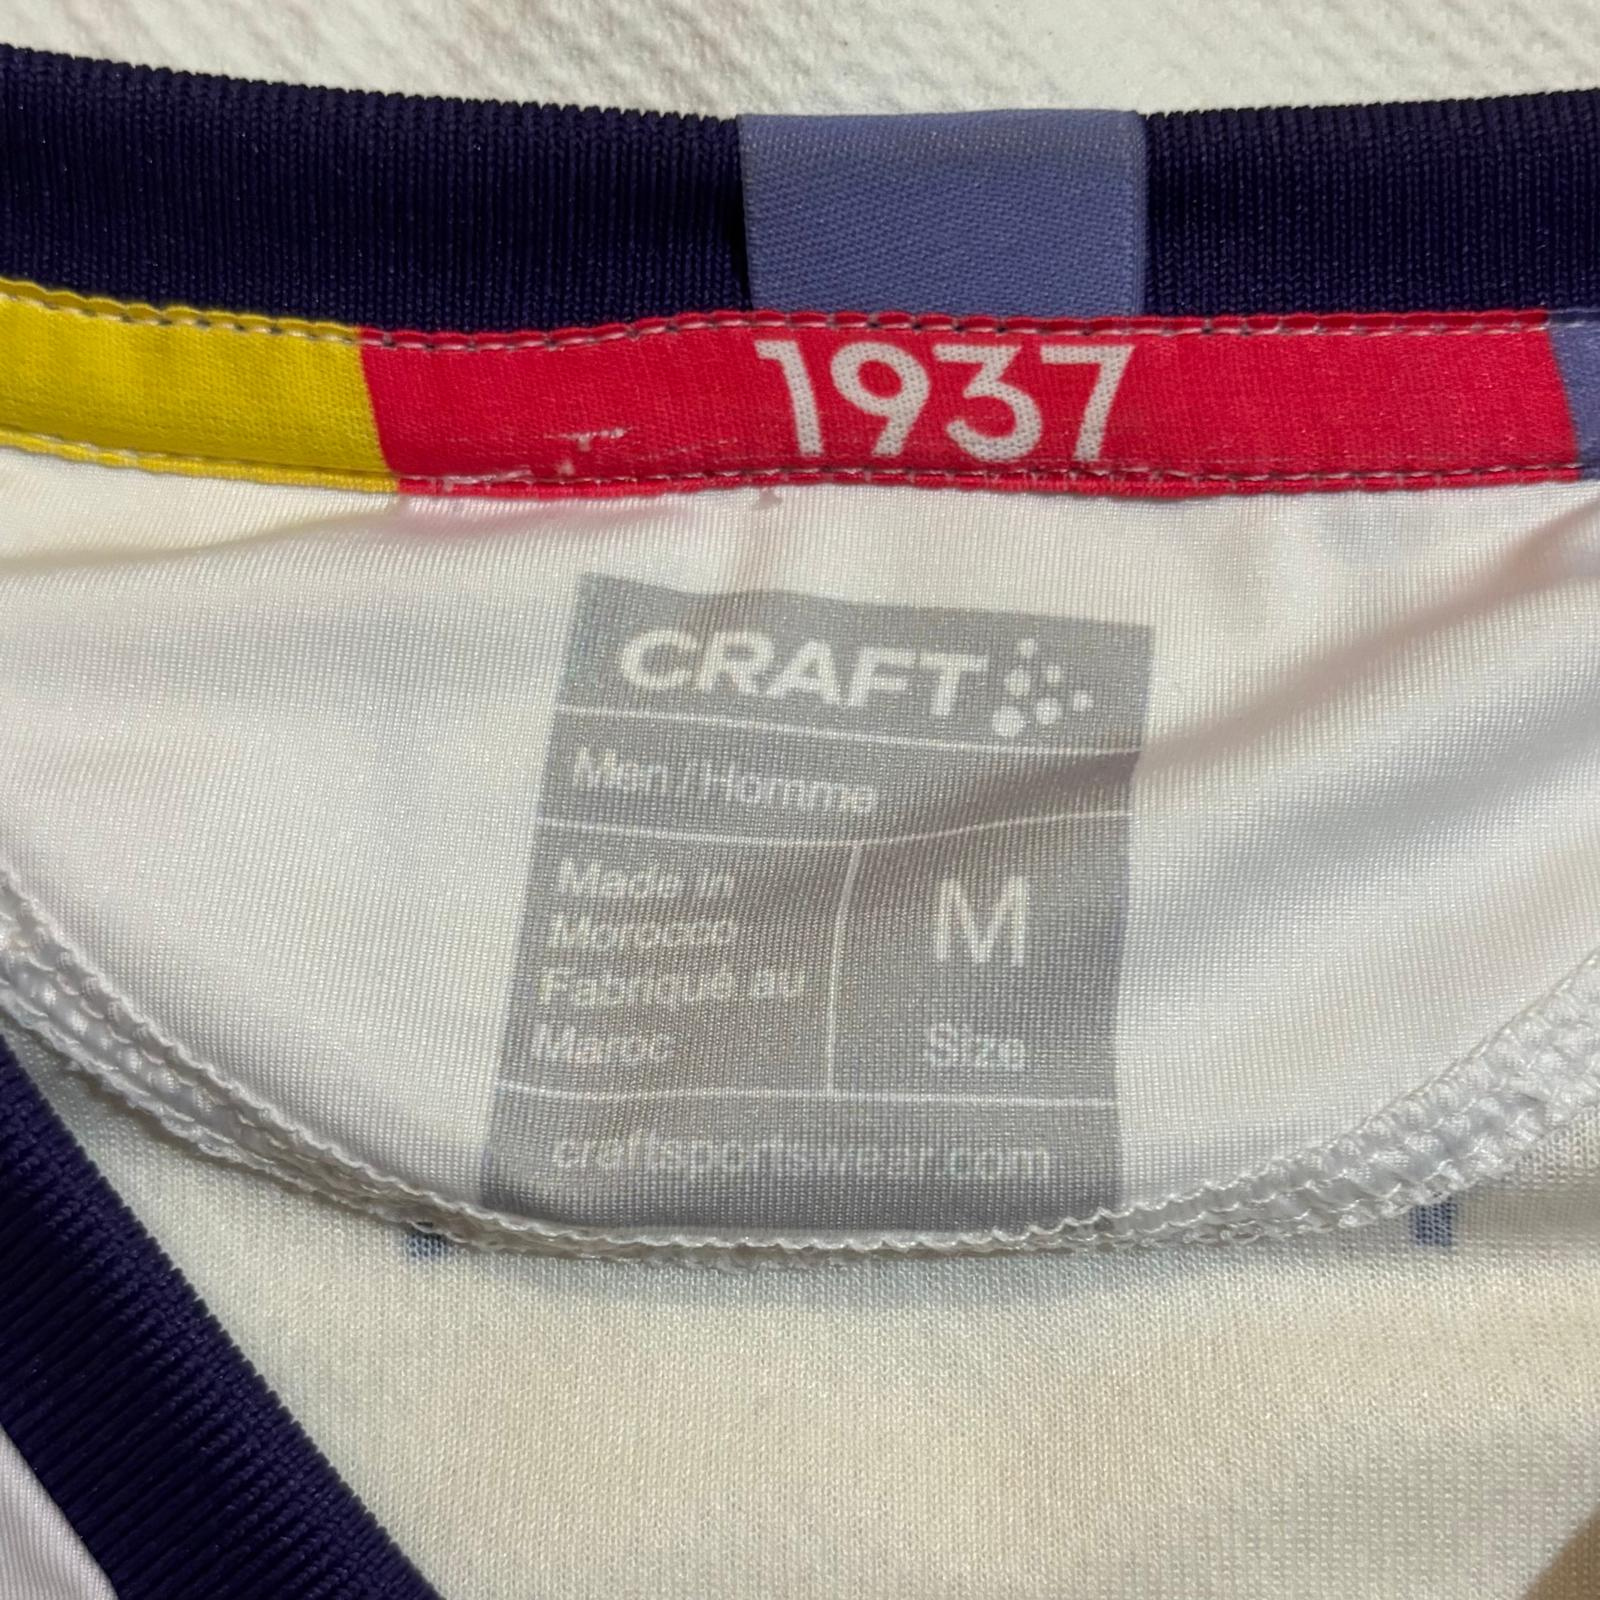 1937
CRAFT
Men / Homme
Made in
Morocco
Fabriqué au
Maroc
M
Size
craftsportswear.com